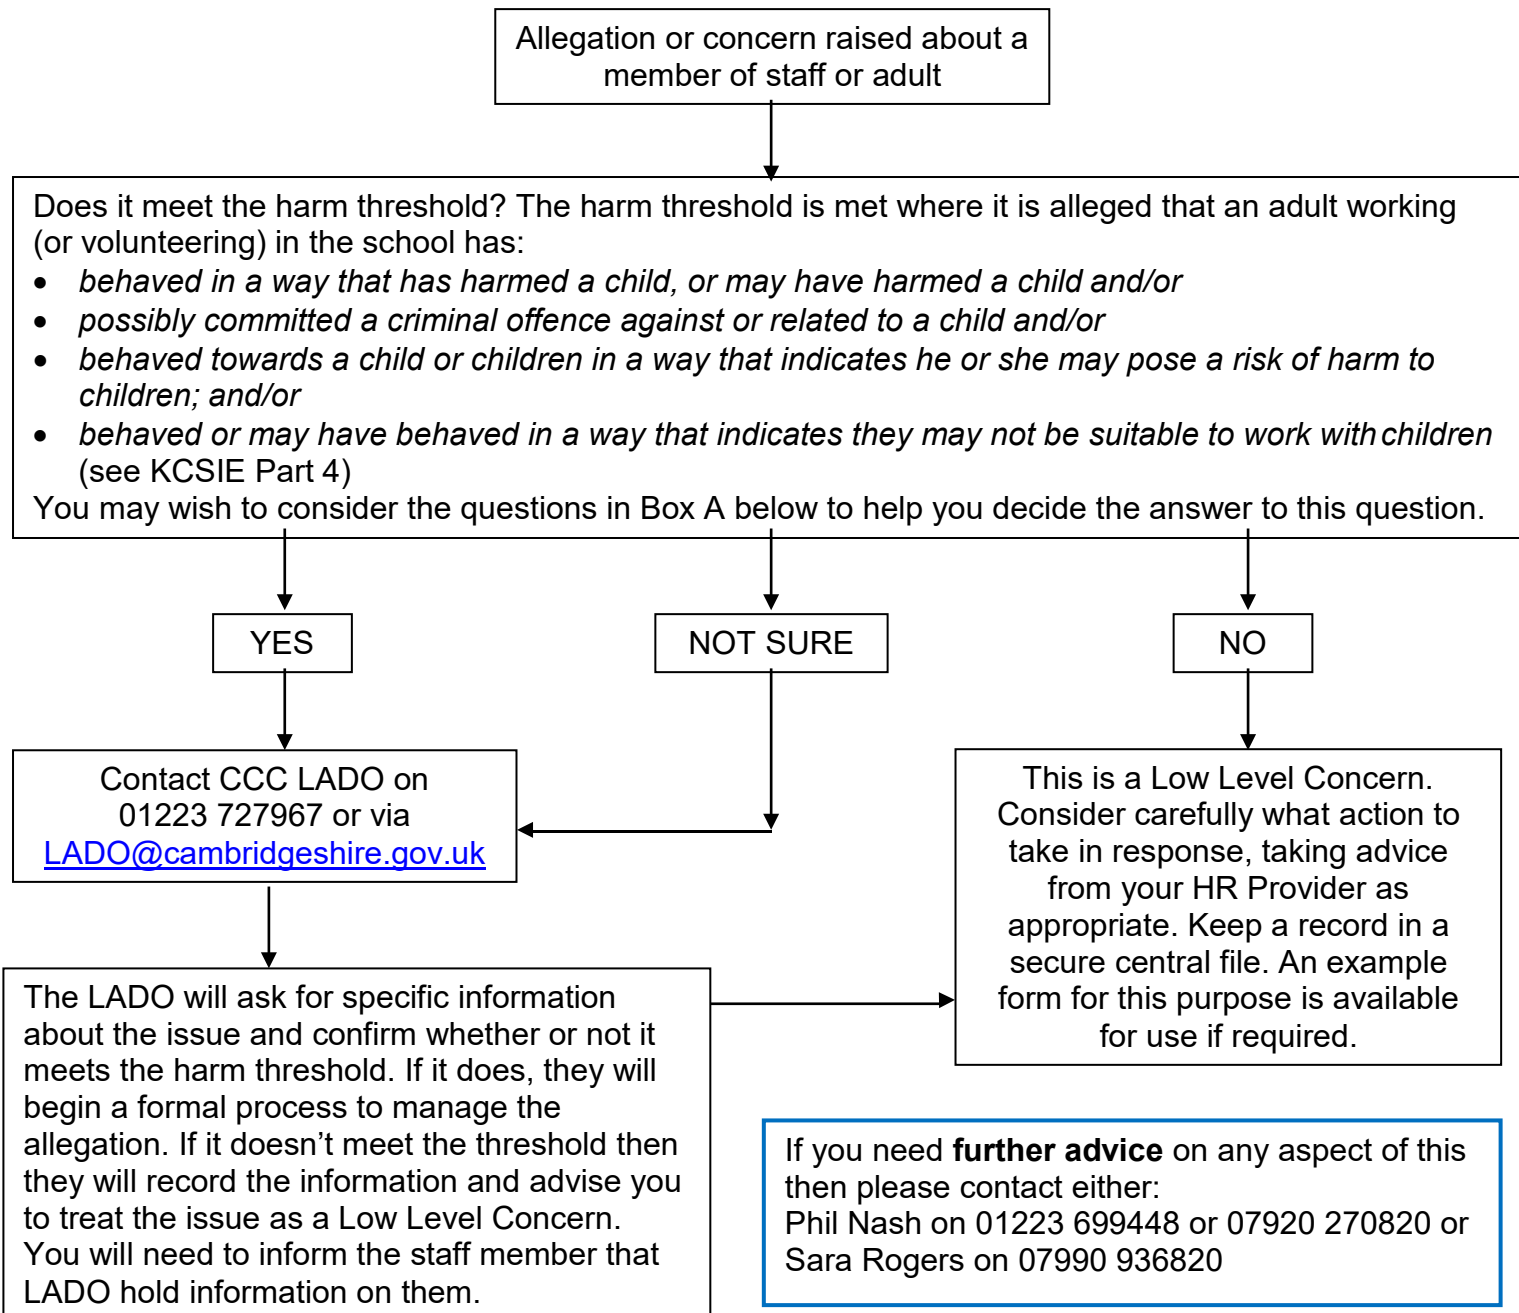 Allegation or concern raised about a
member of staff or adult
Does it meet the harm threshold? The harm threshold is met where it is alleged that an adult working
(or volunteering) in the school has:
• behaved in a way that has harmed a child, or may have harmed a child and/or
• possibly committed a criminal offence against or related to a child and/or
• behaved towards a child or children in a way that indicates he or she may pose a risk of harm to
children; and/or
• behaved or may have behaved in a way that indicates they may not be suitable to work with children
(see KCSIE Part 4)
You may wish to consider the questions in Box A below to help you decide the answer to this question.
YES
NOT SURE
NO
Contact CCC LADO on
01223 727967 or via
LADO@cambridgeshire.gov.uk
This is a Low Level Concern.
Consider carefully what action to
take in response, taking advice
from your HR Provider as
appropriate. Keep a record in a
secure central file. An example
form for this purpose is available
for use if required.
The LADO will ask for specific information
about the issue and confirm whether or not it
meets the harm threshold. If it does, they will
begin a formal process to manage the
allegation. If it doesn’t meet the threshold then
they will record the information and advise you
to treat the issue as a Low Level Concern.
You will need to inform the staff member that
LADO hold information on them.
If you need further advice on any aspect of this
then please contact either:
Phil Nash on 01223 699448 or 07920 270820 or
Sara Rogers on 07990 936820